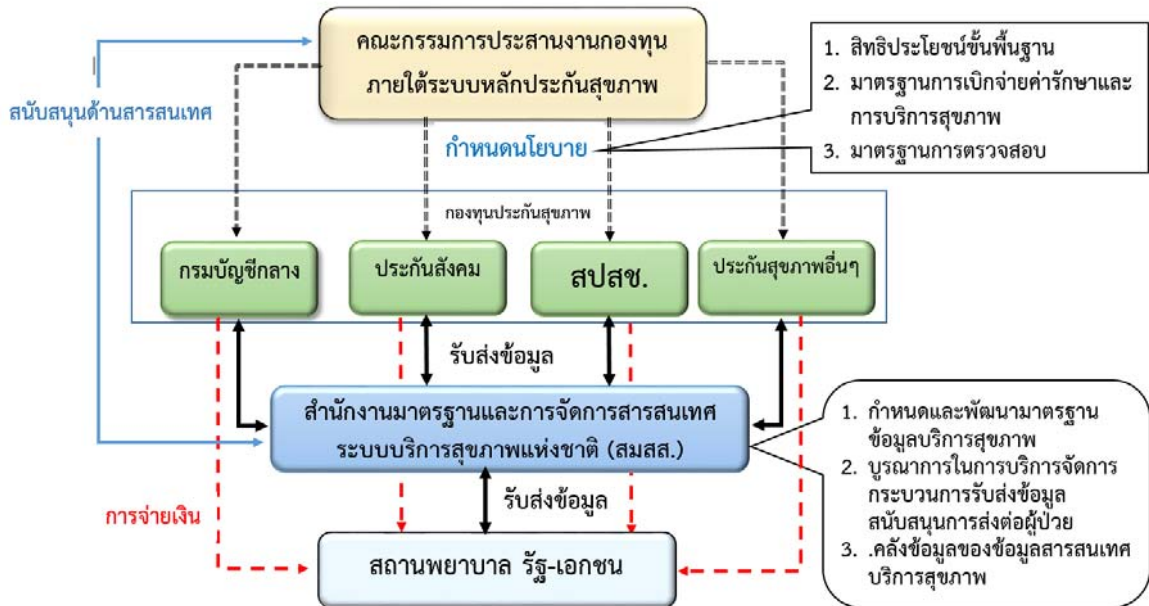 คณะกรรมการประสานงานกองทุน
ภายใต้ระบบหลักประกันสุขภาพ
1. สิทธิประโยชน์ขั้นพื้นฐาน
2. มาตรฐานการเบิกจ่ายค่ารักษาและ
การบริการสุขภาพ
3. มาตรฐานการตรวจสอบ
สนับสนุนด้านสารสนเทศ
กำหนดนโยบาย
กองทุนประกันสุขภาพ
กรมบัญชีกลาง
ประกันสังคม
สปสช.
ประกันสุขภาพอื่นๆ
รับส่งข้อมูล
สำนักงานมาตรฐานและการจัดการสารสนเทศ
ระบบบริการสุขภาพแห่งชาติ (สมสส.)
1. กำหนดและพัฒนามาตรฐาน
ข้อมูลบริการสุขภาพ
2. บูรณาการในการบริการจัดการ
กระบวนการรับส่งข้อมูล
สนับสนุนการส่งต่อผู้ป่วย
3. .คลังข้อมูลของข้อมูลสารสนเทศ
บริการสุขภาพ
การจ่ายเงิน
รับส่งข้อมูล
สถานพยาบาล รัฐ-เอกชน